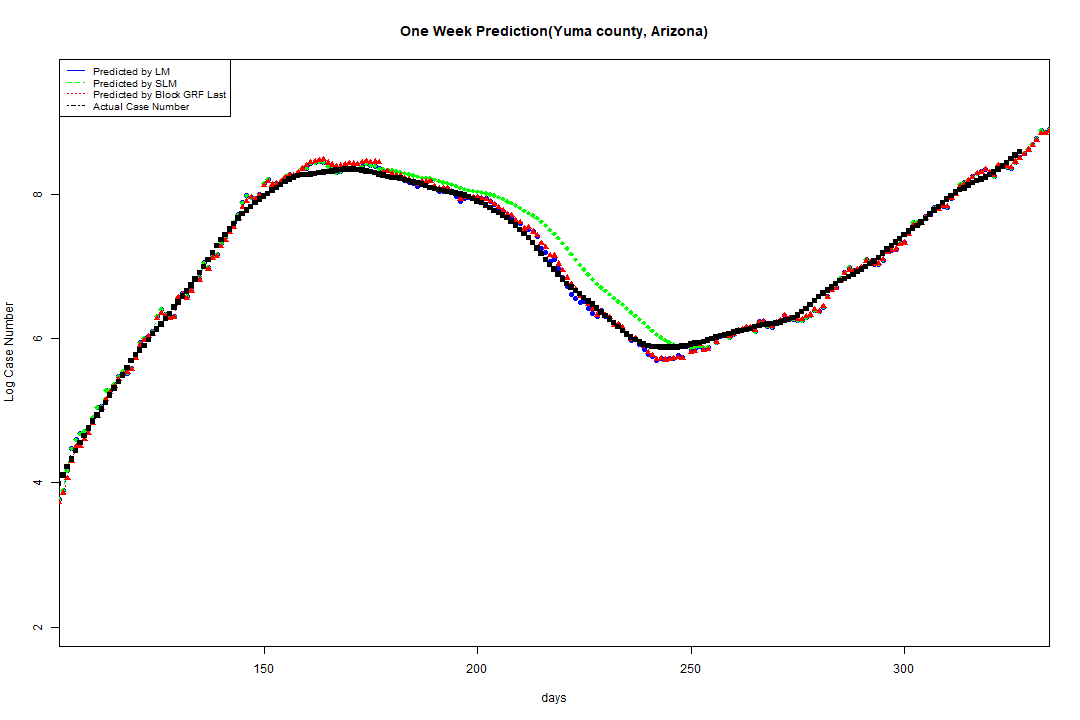 One Week Prediction(Yuma county, Arizona)
Predicted by LM
Predicted by SLM
Predicted by Block GRF Last
Actual Case Number
8
6
4
2
Log Case Number
150 200 250 300
days